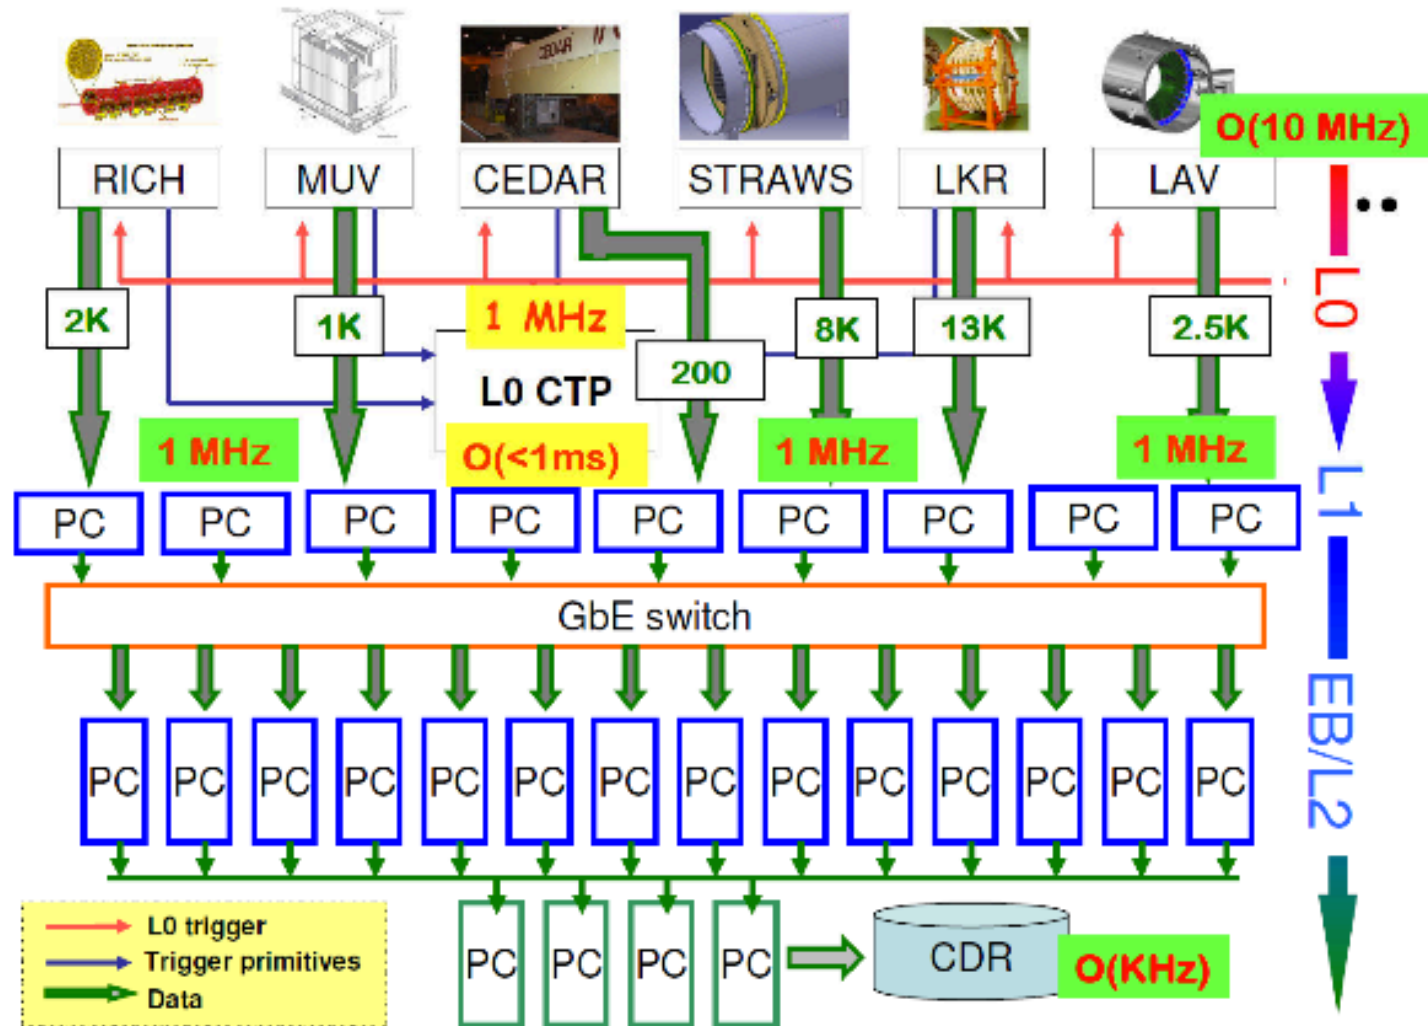 CEDAR
O(10 MHz)
RICH
MUV
CEDAR
STRAWS
LKR
LAV
..
L0
2K
1K
1 MHz
200
8K
13K
2.5K
L0 CTP
O(<1ms)
1 MHz
1 MHz
1 MHz
L1
PC
PC
PC
PC
PC
PC
PC
PC
PC
GbE switch
EB/L2
PC
PC
PC
PC
PC
PC
PC
PC
PC
PC
PC
PC
PC
PC
L0 trigger
Trigger primitives
Data
PC
PC
PC
PC
CDR
O(KHz)